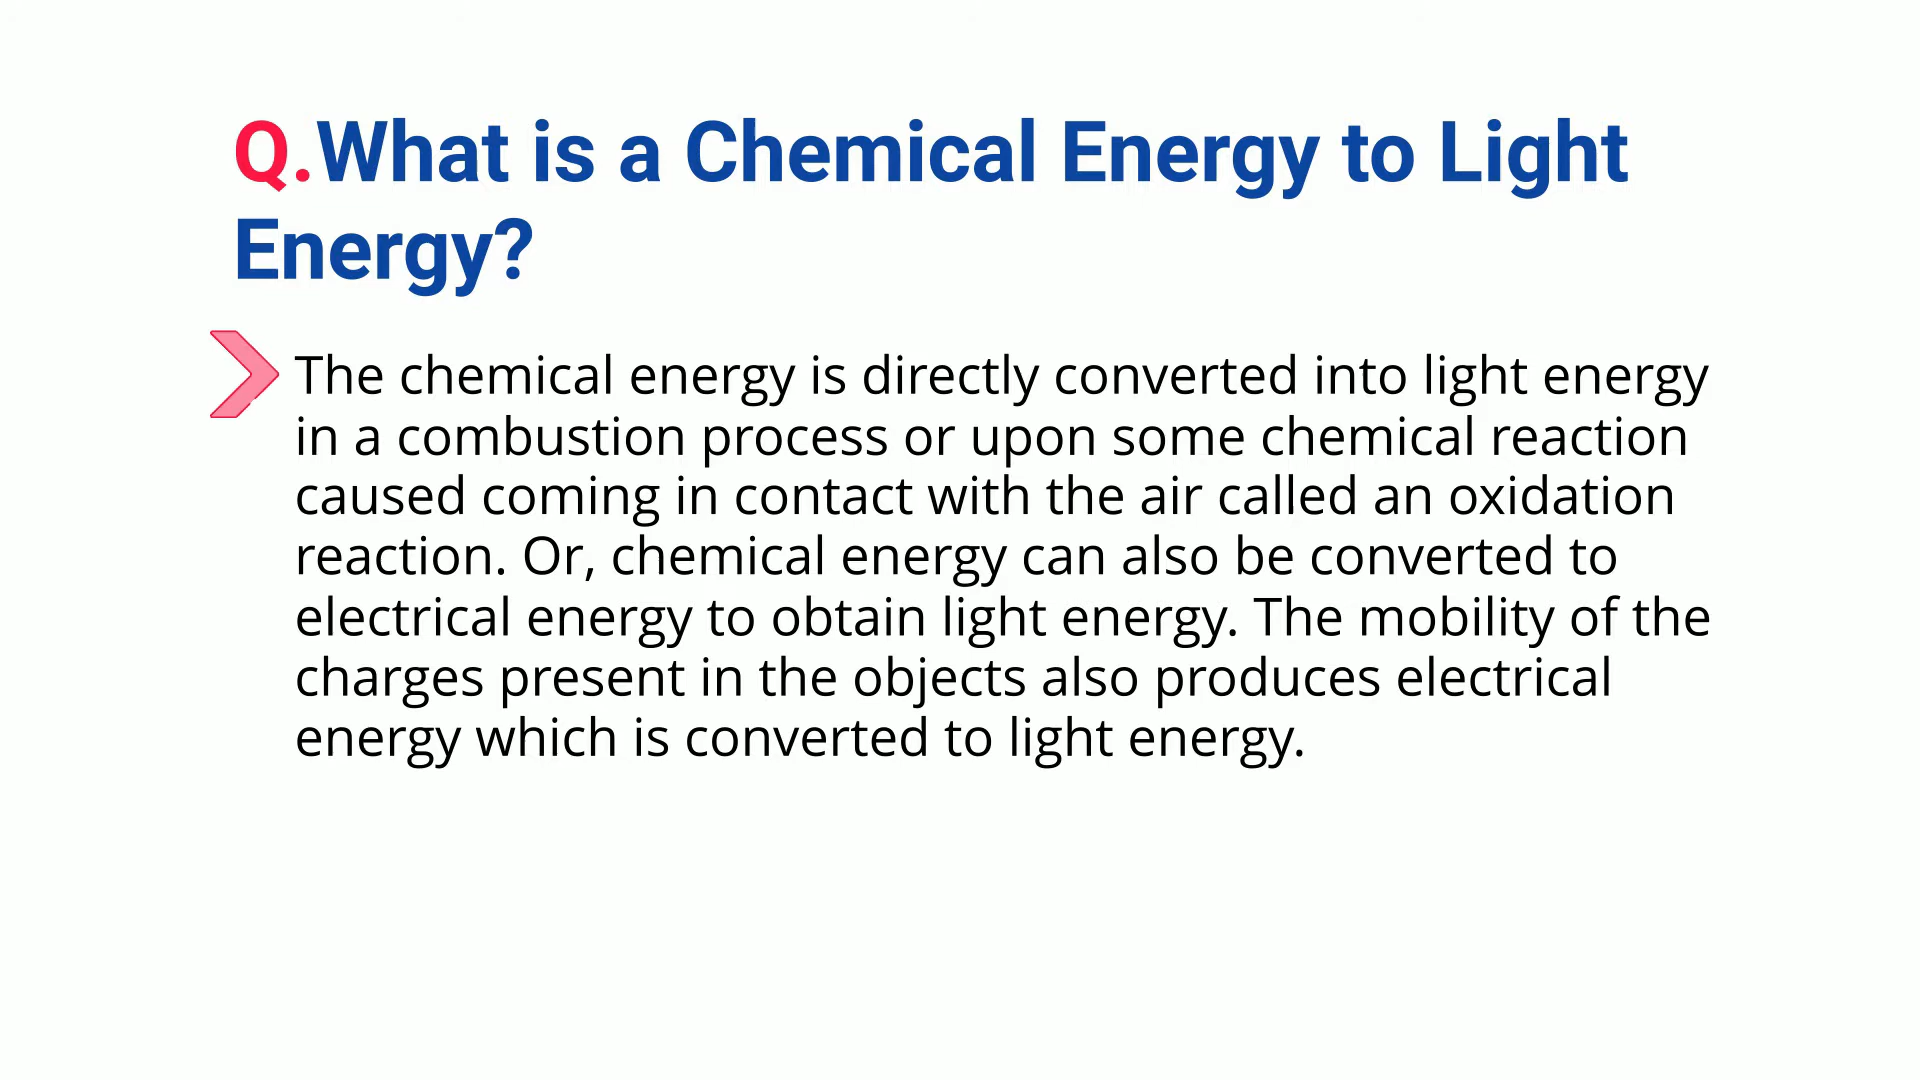 Q.What is a Chemical Energy to Light
Energy?
The chemical energy is directly converted into light energy
in a combustion process or upon some chemical reaction
caused coming in contact with the air called an oxidation
reaction. Or, chemical energy can also be converted to
electrical energy to obtain light energy. The mobility of the
charges present in the objects also produces electrical
energy which is converted to light energy.